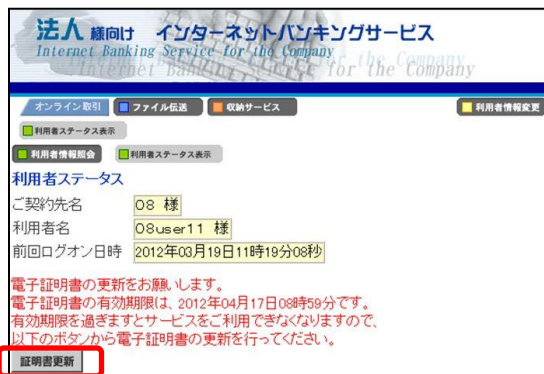 法人 様向け インターネットバンキングサービス
Internet Banking Service for the Company
Internet Banking Service for the Company
オンライン取引 ファイル伝送 収納サービス 利用者情報変更
利用者ステータス表示
利用者情報照会 利用者ステータス表示
利用者ステータス
ご契約先名 08 様
利用者名 08user11 様
前回ログオン日時 2012年03月19日11時19分08秒
電子証明書の更新をお願いします。
電子証明書の有効期限は、2012年04月17日08時59分です。
有効期限を過ぎますとサービスをご利用できなくなりますので、
以下のボタンから電子証明書の更新を行ってください。
証明書更新